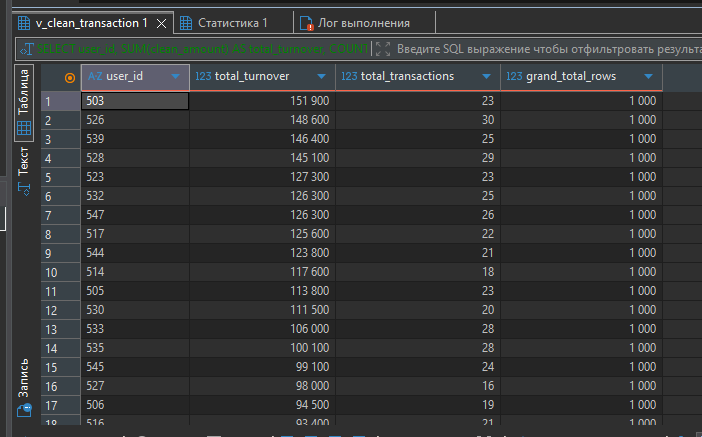 v_clean_transaction 1 Статистика 1 Лог выполнения
SELECT user_id, SUM(clean_amount) AS total_turnover, COUNT Введите SQL выражение чтобы отфильтровать результа
Таблица
Текст
Запись
A-Z user_id 123 total_turnover 123 total_transactions 123 grand_total_rows
1 503 151 900 23 1 000
2 526 148 600 30 1 000
3 539 146 400 25 1 000
4 528 145 100 29 1 000
5 523 127 300 23 1 000
6 532 126 300 25 1 000
7 547 126 300 26 1 000
8 517 125 600 22 1 000
9 544 123 800 21 1 000
10 514 117 600 18 1 000
11 505 113 800 23 1 000
12 530 111 500 20 1 000
13 533 106 000 28 1 000
14 535 100 100 28 1 000
15 545 99 100 24 1 000
16 527 98 000 16 1 000
17 506 94 500 19 1 000
18 516 93 400 21 1 000